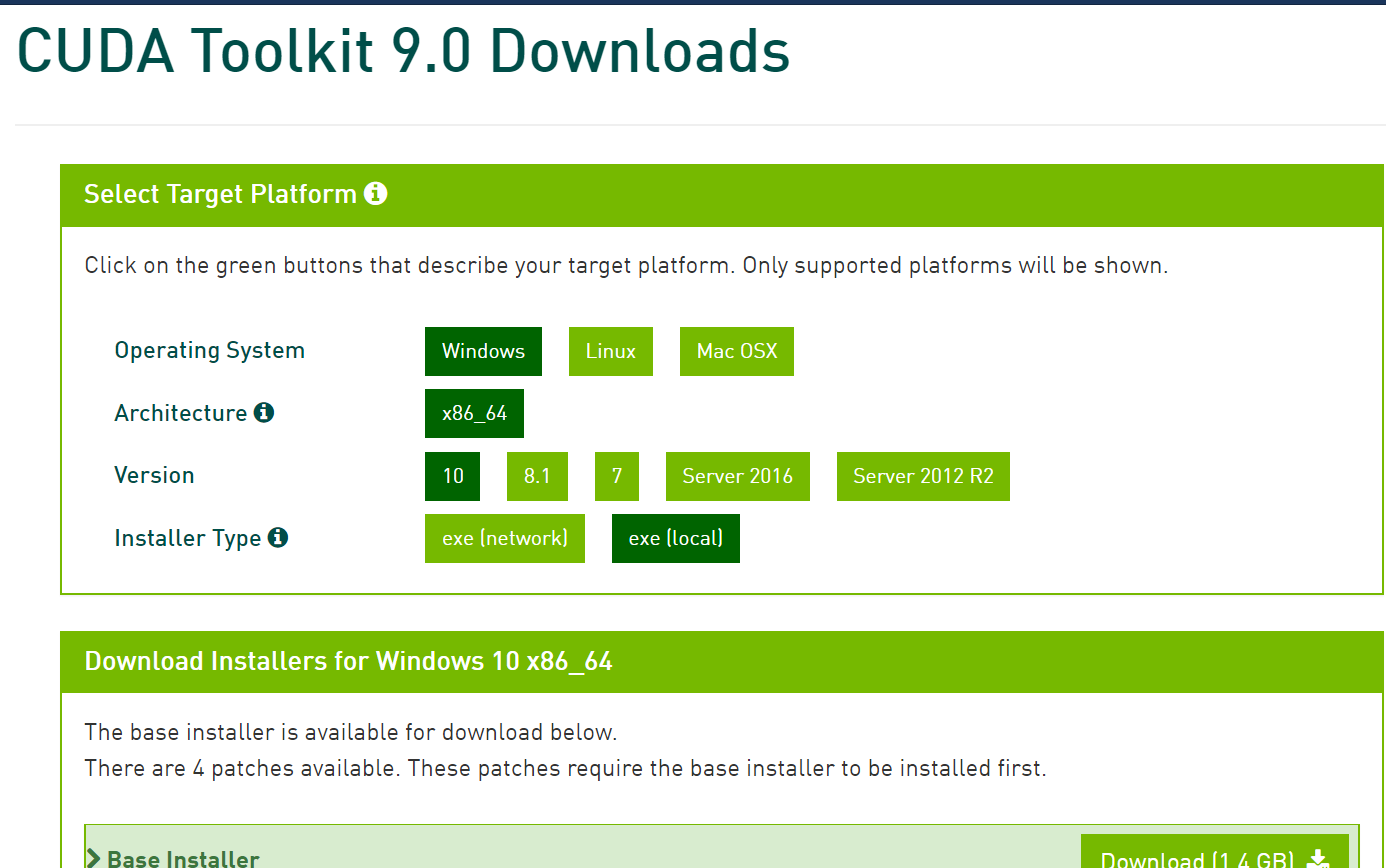 CUDA Toolkit 9.0 Downloads
Select Target Platform
Click on the green buttons that describe your target platform. Only supported platforms will be shown.
Operating System Windows Linux Mac OSX
Architecture x86_64
Version 10 8.1 7 Server 2016 Server 2012 R2
Installer Type exe (network) exe (local)
Download Installers for Windows 10 x86_64
The base installer is available for download below.
There are 4 patches available. These patches require the base installer to be installed first.
Base Installer Download (1.4 GB)